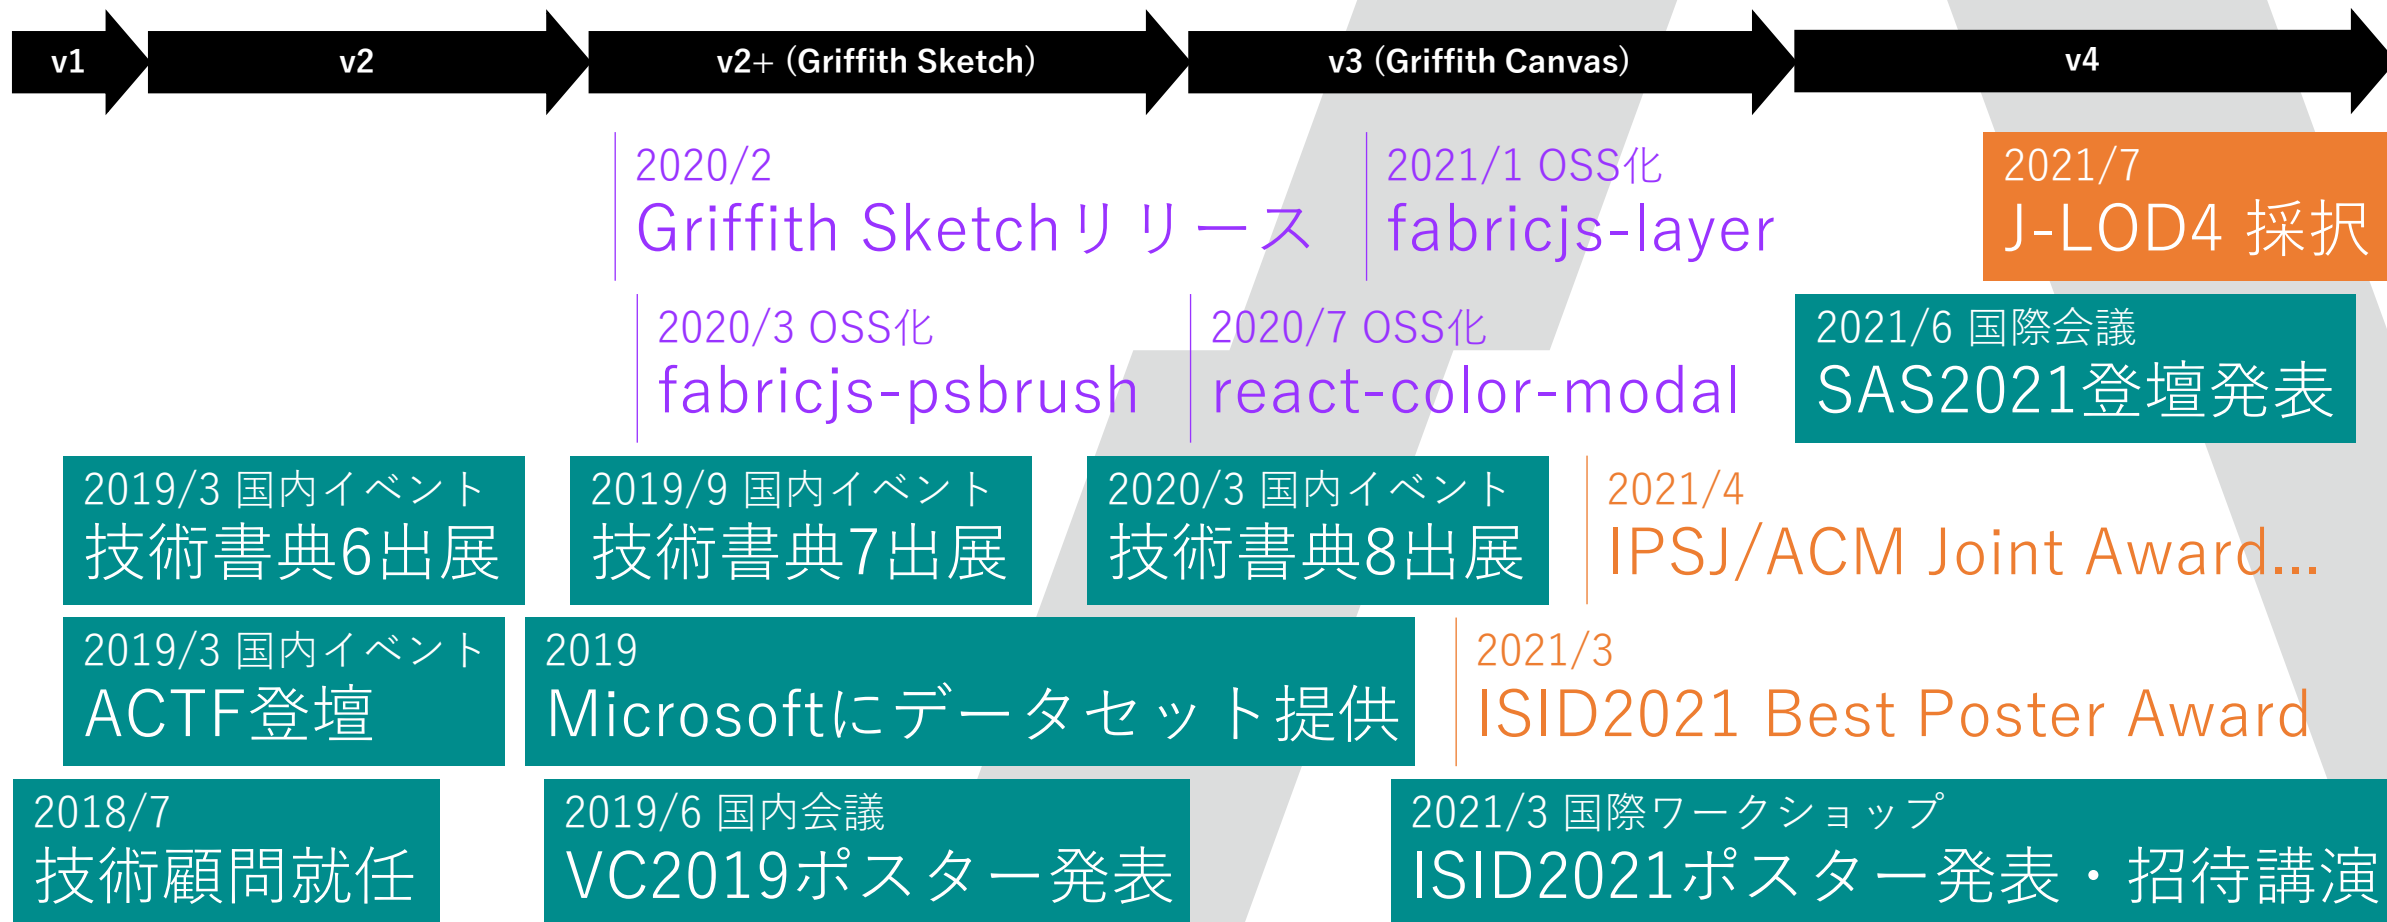 v1
v2
v2+ (Griffith Sketch)
v3 (Griffith Canvas)
v4
2020/2
Griffith Sketchリリース
2021/1 OSS化
fabricjs-layer
2021/7
J-LOD4 採択
2020/3 OSS化
fabricjs-psbrush
2020/7 OSS化
react-color-modal
2021/6 国際会議
SAS2021登壇発表
2019/3 国内イベント
技術書典6出展
2019/9 国内イベント
技術書典7出展
2020/3 国内イベント
技術書典8出展
2021/4
IPSJ/ACM Joint Award...
2019/3 国内イベント
ACTF登壇
2019
Microsoftにデータセット提供
2021/3
ISID2021 Best Poster Award
2018/7
技術顧問就任
2019/6 国内会議
VC2019ポスター発表
2021/3 国際ワークショップ
ISID2021ポスター発表・招待講演